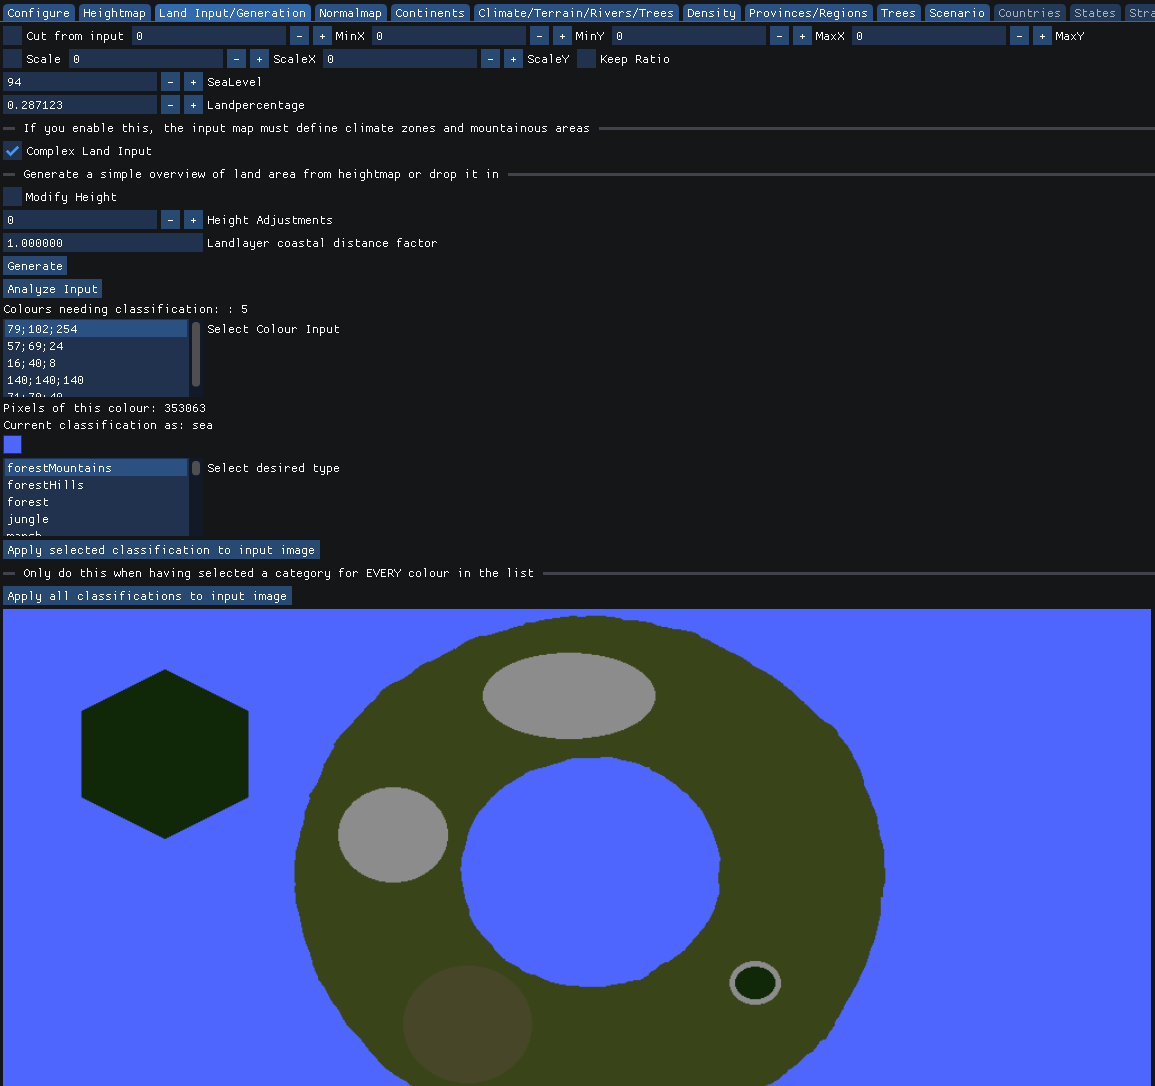 Configure Heightmap Land Input/Generation Normalmap Continents Climate/Terrain/Rivers/Trees Density Provinces/Regions Trees Scenario Countries States Stra
Cut from input 0 - + MinX 0 - + MinY 0 - + MaxX 0 - + MaxY
Scale 0 - + ScaleX 0 - + ScaleY Keep Ratio
94 - + SeaLevel
0.287123 - + Landpercentage
If you enable this, the input map must define climate zones and mountainous areas
Complex Land Input
Generate a simple overview of land area from heightmap or drop it in
Modify Height
0 - + Height Adjustments
1.000000 Landlayer coastal distance factor
Generate
Analyze Input
Colours needing classification: : 5
79;102;254 Select Colour Input
57;69;24
16;40;8
140;140;140
Pixels of this colour: 353063
Current classification as: sea
forestMountains Select desired type
forestHills
forest
jungle
Apply selected classification to input image
Only do this when having selected a category for EVERY colour in the list
Apply all classifications to input image